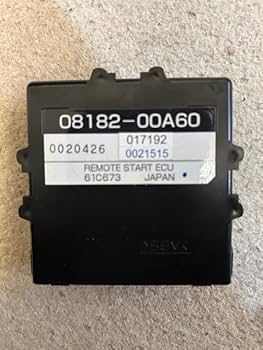 08182-00A60
017192
0020426
0021515
REMOTE START ECU
61C673 JAPAN